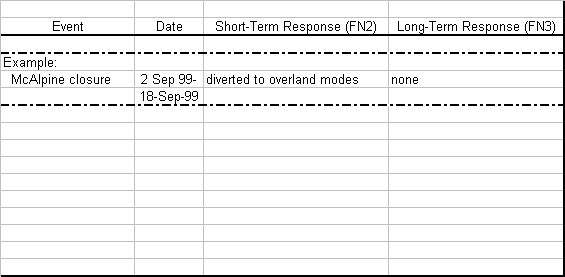 Event Date Short-Term Response (FN2) Long-Term Response (FN3)
Example:
McAlpine closure 2 Sep 99- diverted to overland modes none
18-Sep-99